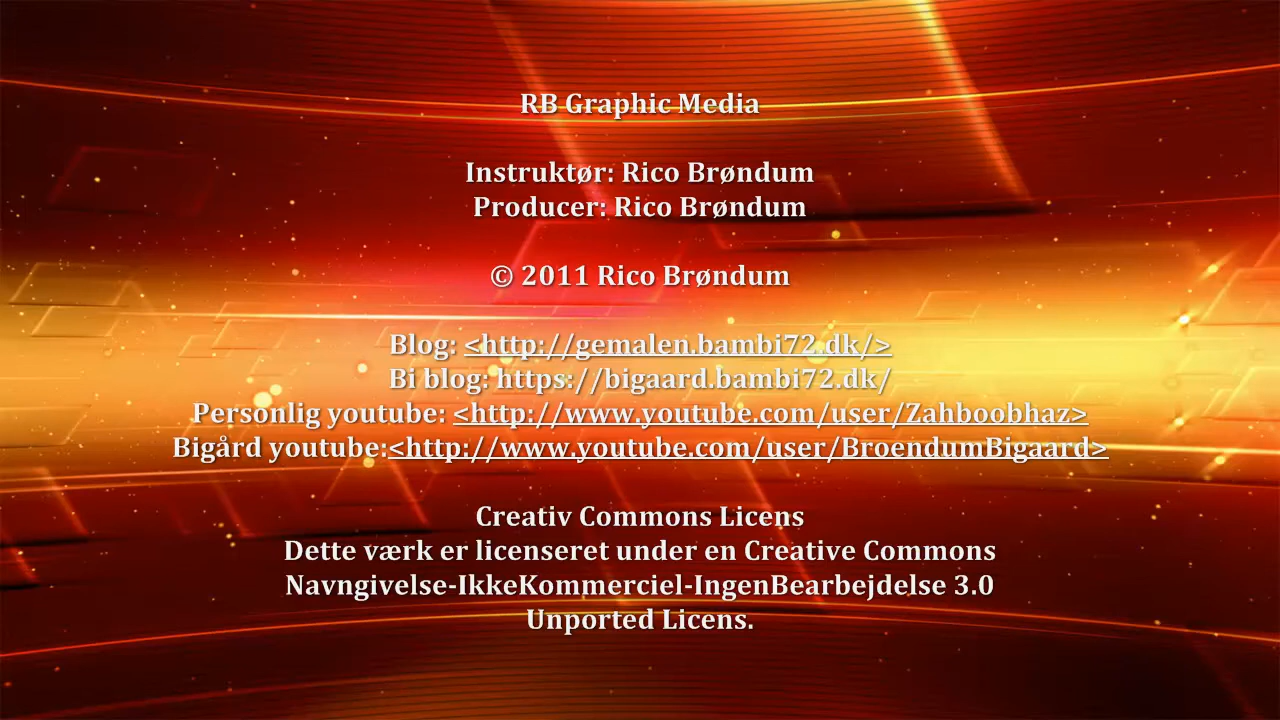 RB Graphic Media
Instruktør: Rico Brøndum
Producer: Rico Brøndum
© 2011 Rico Brøndum
Blog: <http://gemalen.bambi72.dk/>
Bi blog: https://bigaard.bambi72.dk/
Personlig youtube: <http://www.youtube.com/user/Zahboobhaz>
Bigård youtube:<http://www.youtube.com/user/BroendumBigaard>
Creativ Commons Licens
Dette værk er licenseret under en Creative Commons
Navngivelse-IkkeKommerciel-IngenBearbejdelse 3.0
Unported Licens.